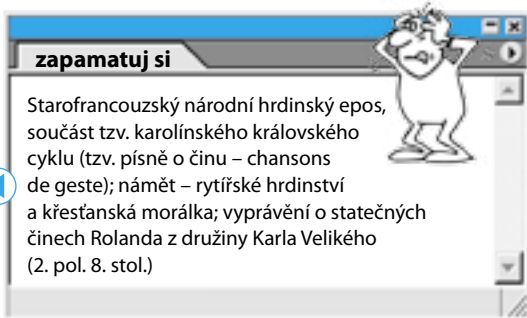 zapamatuj si
Starofrancouzský národní hrdinský epos,
součást tzv. karolínského královského
cyklu (tzv. písně o činu – chansons
de geste); námět – rytířské hrdinství
a křesťanská morálka; vyprávění o statečných
činech Rolanda z družiny Karla Velikého
(2. pol. 8. stol.)